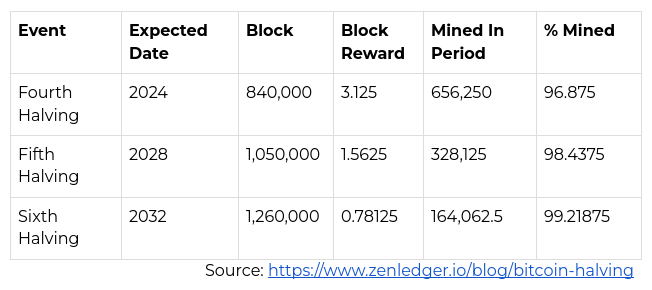 Event Expected Date Block Block Reward Mined In Period % Mined
Fourth Halving 2024 840,000 3.125 656,250 96.875
Fifth Halving 2028 1,050,000 1.5625 328,125 98.4375
Sixth Halving 2032 1,260,000 0.78125 164,062.5 99.21875
Source: https://www.zenledger.io/blog/bitcoin-halving